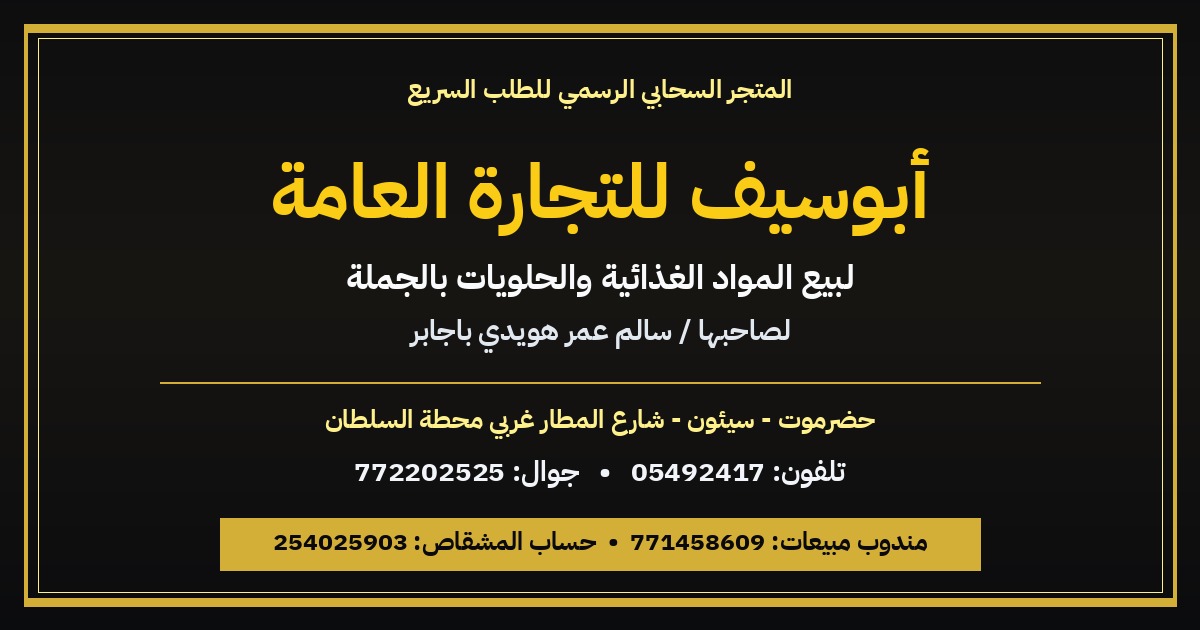 المتجر السحابي الرسمي للطلب السريع
أبوسيف للتجارة العامة
لبيع المواد الغذائية والحلويات بالجملة
لصاحبها / سالم عمر هويدي باجابر
حضرموت - سيئون - شارع المطار غربي محطة السلطان
تلفون: 05492417 • جوال: 772202525
مندوب مبيعات: 771458609 • حساب المشقاص: 254025903